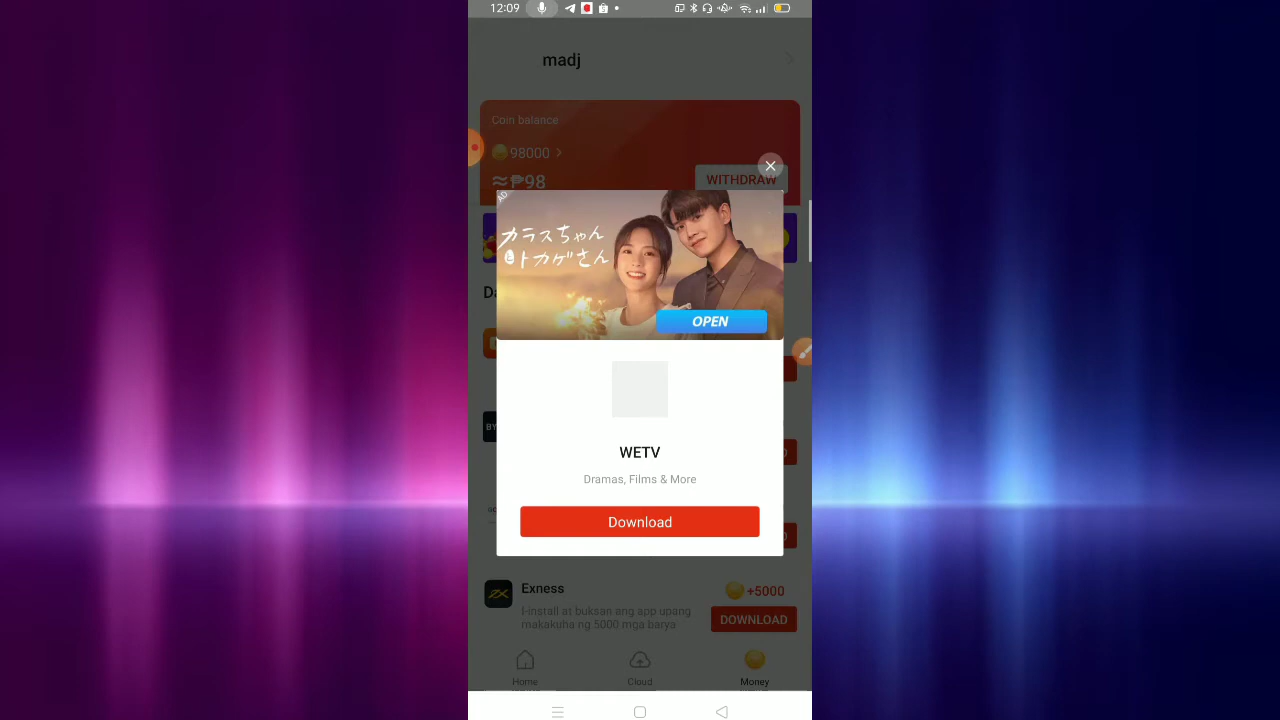 12:09
madj
Coin balance
98000
≈₱98
WITHDRAW
AD
カラスちゃん
とトカゲさん
OPEN
WETV
Dramas, Films & More
Download
Exness
I-install at buksan ang app upang
makakuha ng 5000 mga barya
+5000
DOWNLOAD
Home
Cloud
Money